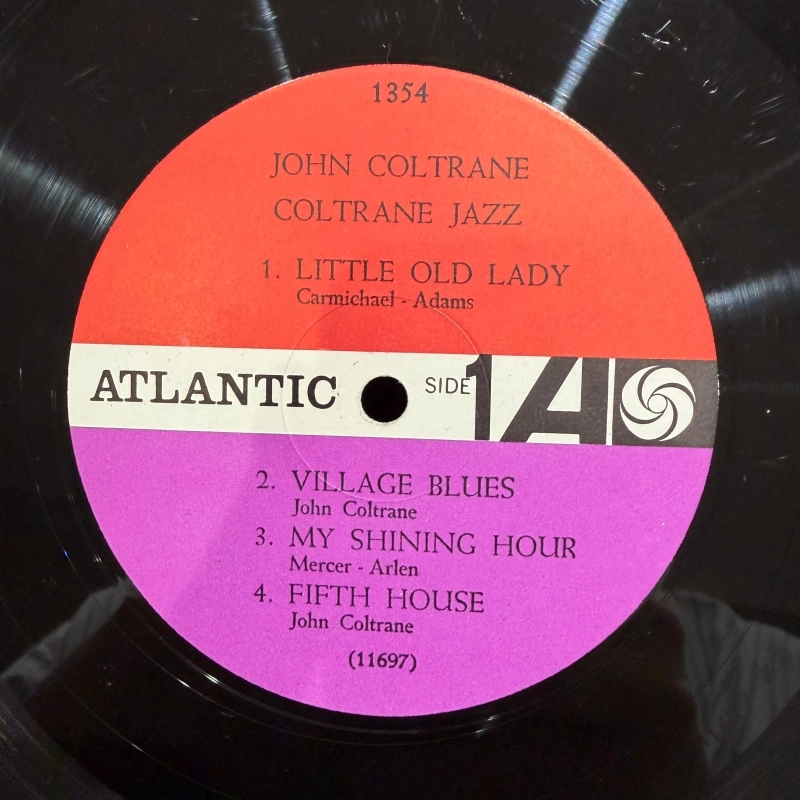 1354
JOHN COLTRANE
COLTRANE JAZZ
1. LITTLE OLD LADY
Carmichael - Adams
ATLANTIC SIDE 1 A
2. VILLAGE BLUES
John Coltrane
3. MY SHINING HOUR
Mercer - Arlen
4. FIFTH HOUSE
John Coltrane
(11697)